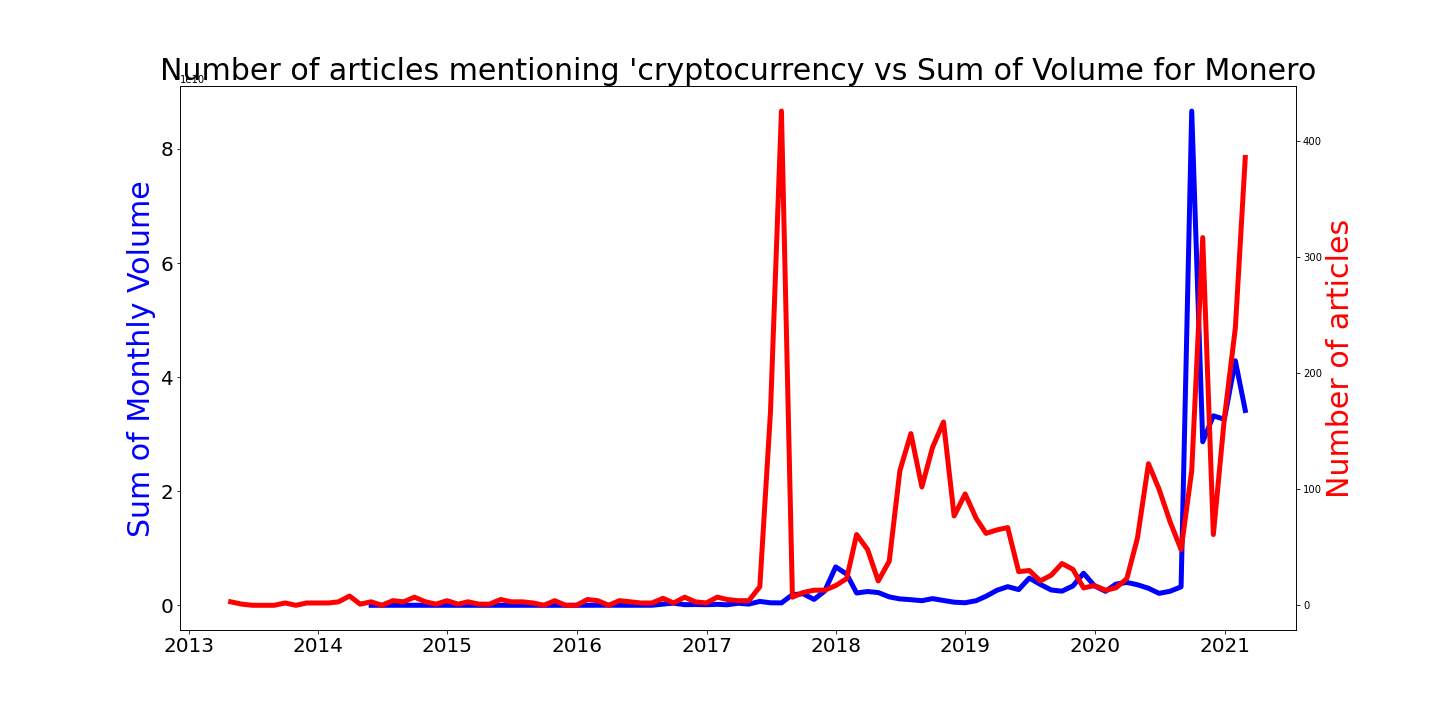 Number of articles mentioning 'cryptocurrency vs Sum of Volume for Monero
1e10
Sum of Monthly Volume
8
6
4
2
0
400
300
200
100
0
Number of articles
2013 2014 2015 2016 2017 2018 2019 2020 2021